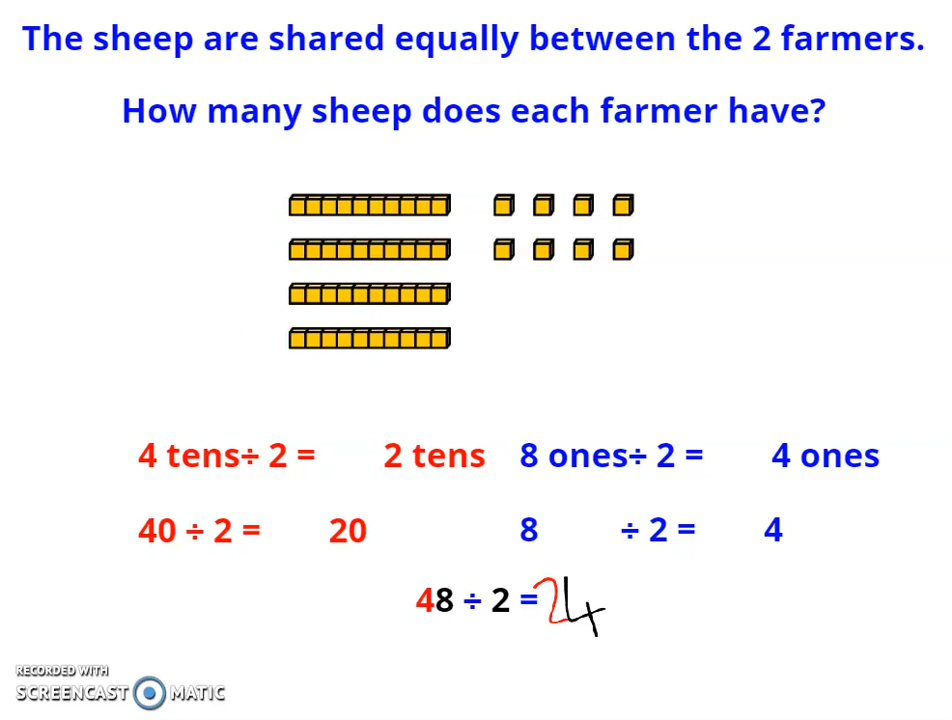 The sheep are shared equally between the 2 farmers.
How many sheep does each farmer have?
4 tens÷ 2 = 2 tens 8 ones÷ 2 = 4 ones
40 ÷ 2 = 20 8 ÷ 2 = 4
48 ÷ 2 = 24
RECORDED WITH
SCREENCAST MATIC